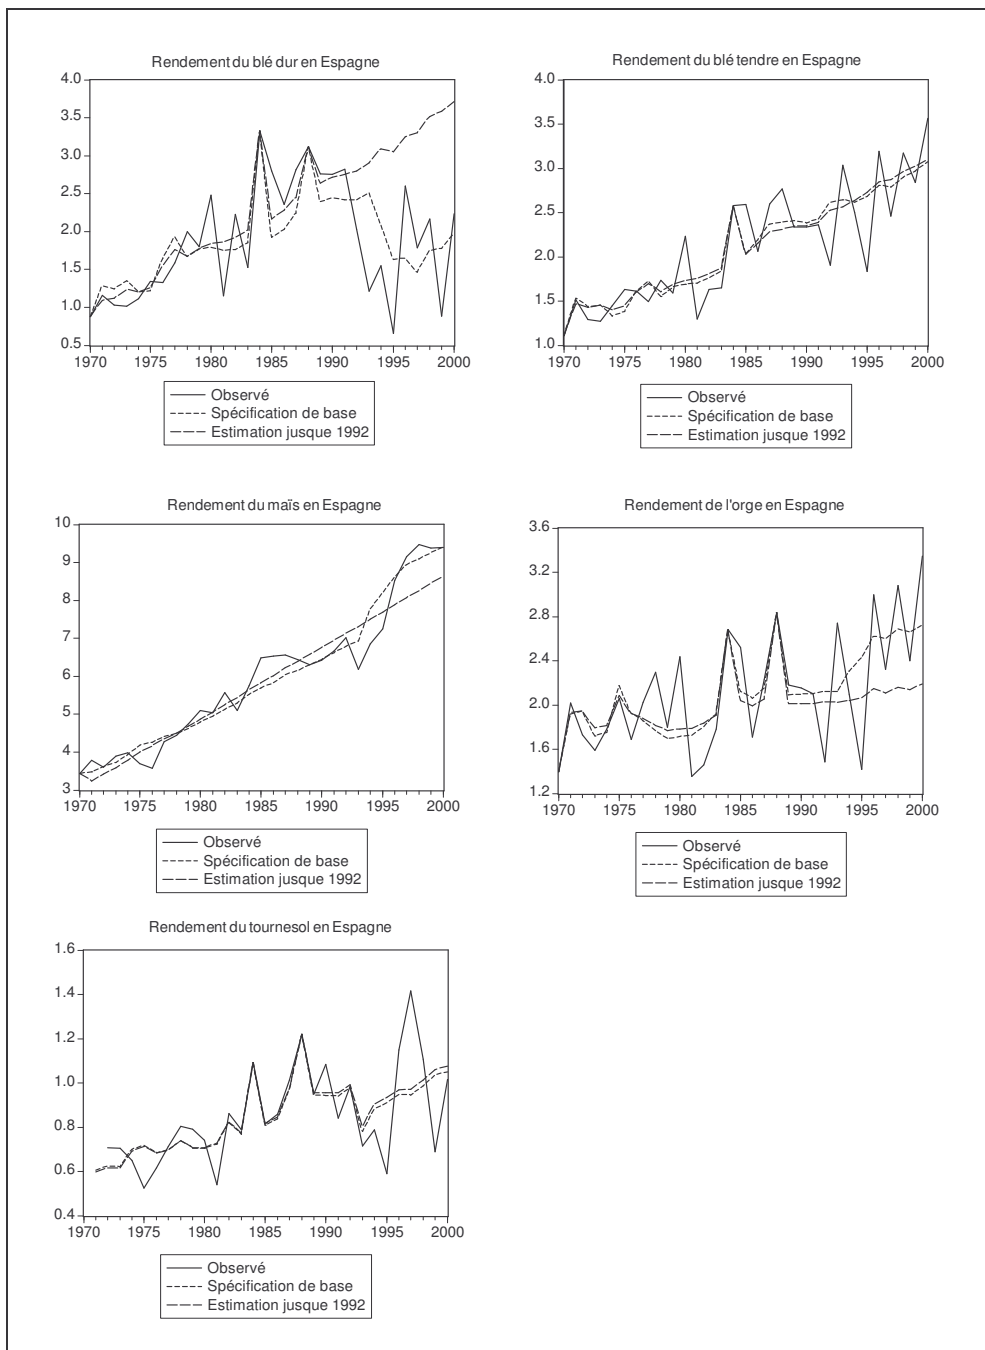 Rendement du blé dur en Espagne
4.0
3.5
3.0
2.5
2.0
1.5
1.0
0.5
1970 1975 1980 1985 1990 1995 2000
Observé
Spécification de base
Estimation jusque 1992
Rendement du blé tendre en Espagne
4.0
3.5
3.0
2.5
2.0
1.5
1.0
1970 1975 1980 1985 1990 1995 2000
Observé
Spécification de base
Estimation jusque 1992
Rendement du maïs en Espagne
10
9
8
7
6
5
4
3
1970 1975 1980 1985 1990 1995 2000
Observé
Spécification de base
Estimation jusque 1992
Rendement de l'orge en Espagne
3.6
3.2
2.8
2.4
2.0
1.6
1.2
1970 1975 1980 1985 1990 1995 2000
Observé
Spécification de base
Estimation jusque 1992
Rendement du tournesol en Espagne
1.6
1.4
1.2
1.0
0.8
0.6
0.4
1970 1975 1980 1985 1990 1995 2000
Observé
Spécification de base
Estimation jusque 1992